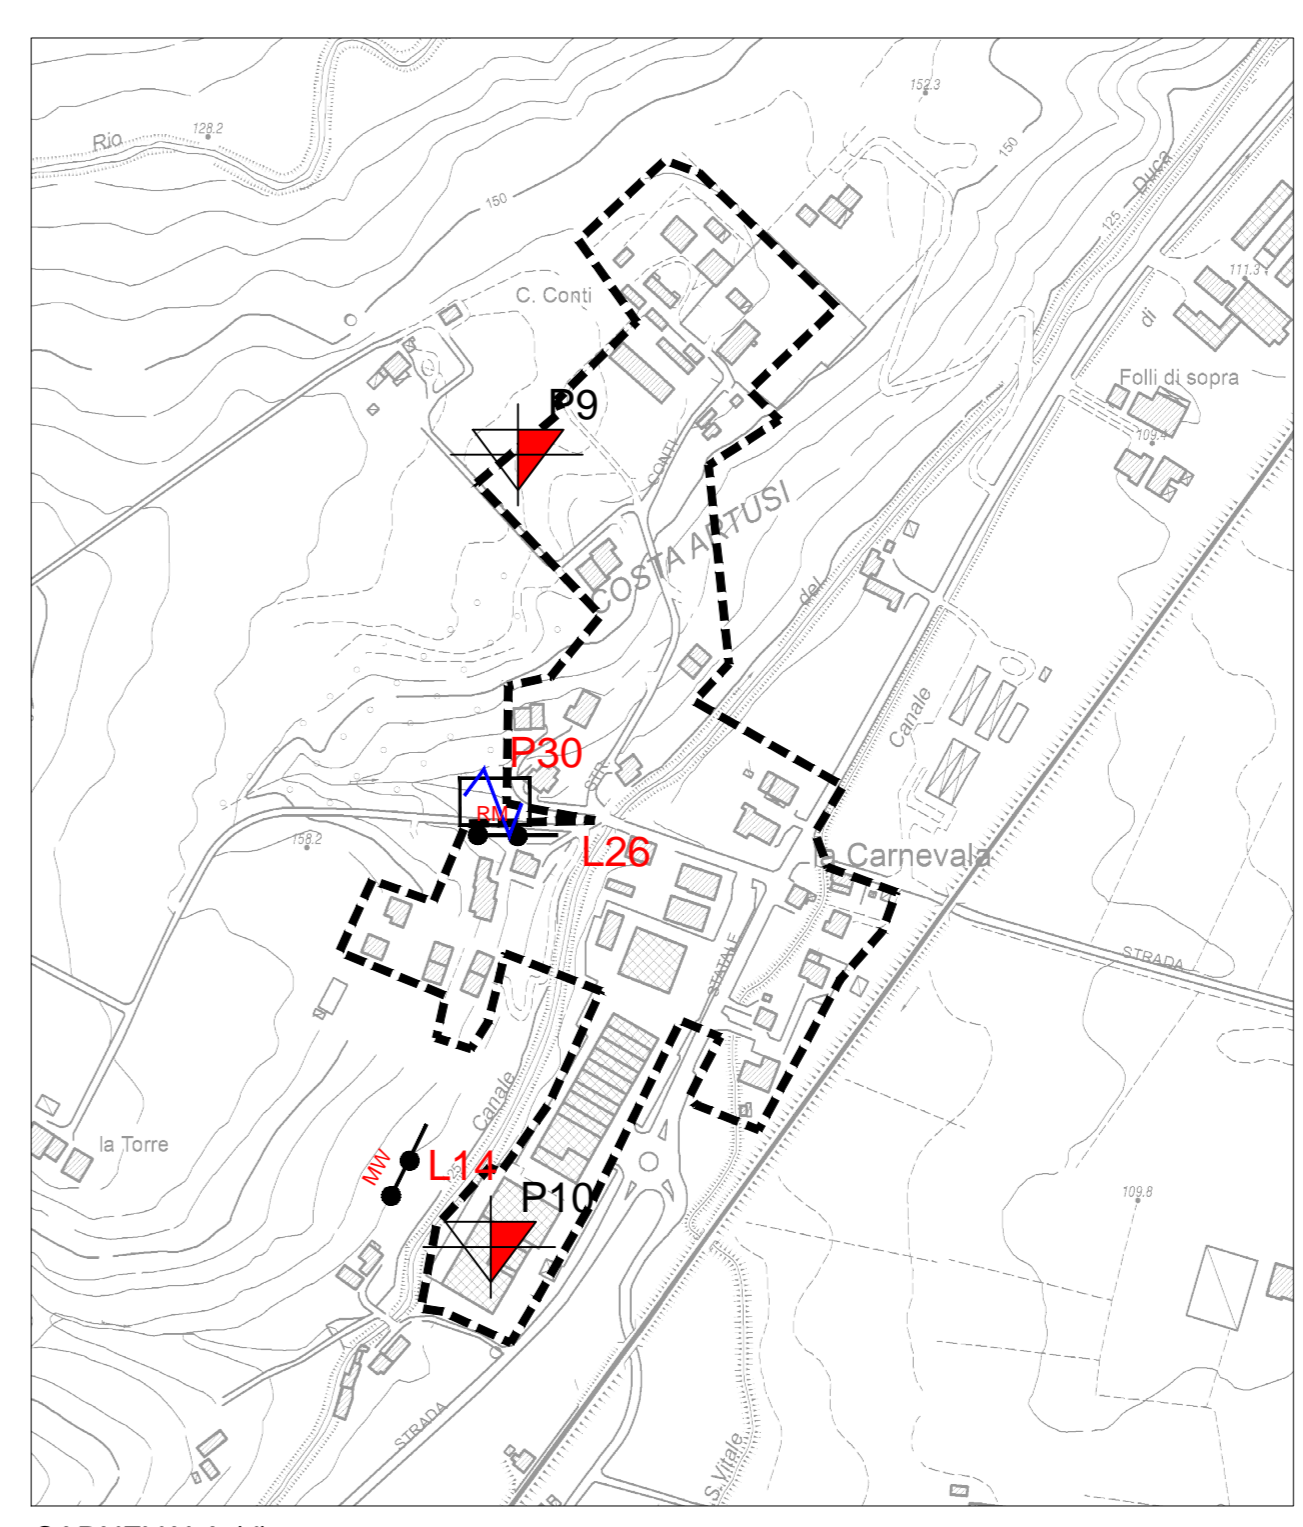 152.3
128.2
Rio
150
Duca
150
125
111.3
C. Conti
di
Folli di sopra
P9
109.4
CONTI
COSTA ARTUSI
del
Canale
P30
STR.
RM
158.2
L26
la Carnevala
STATALE
STRADA
Canale
la Torre
MW
L14
P10
109.8
STRADA
S. Vitale